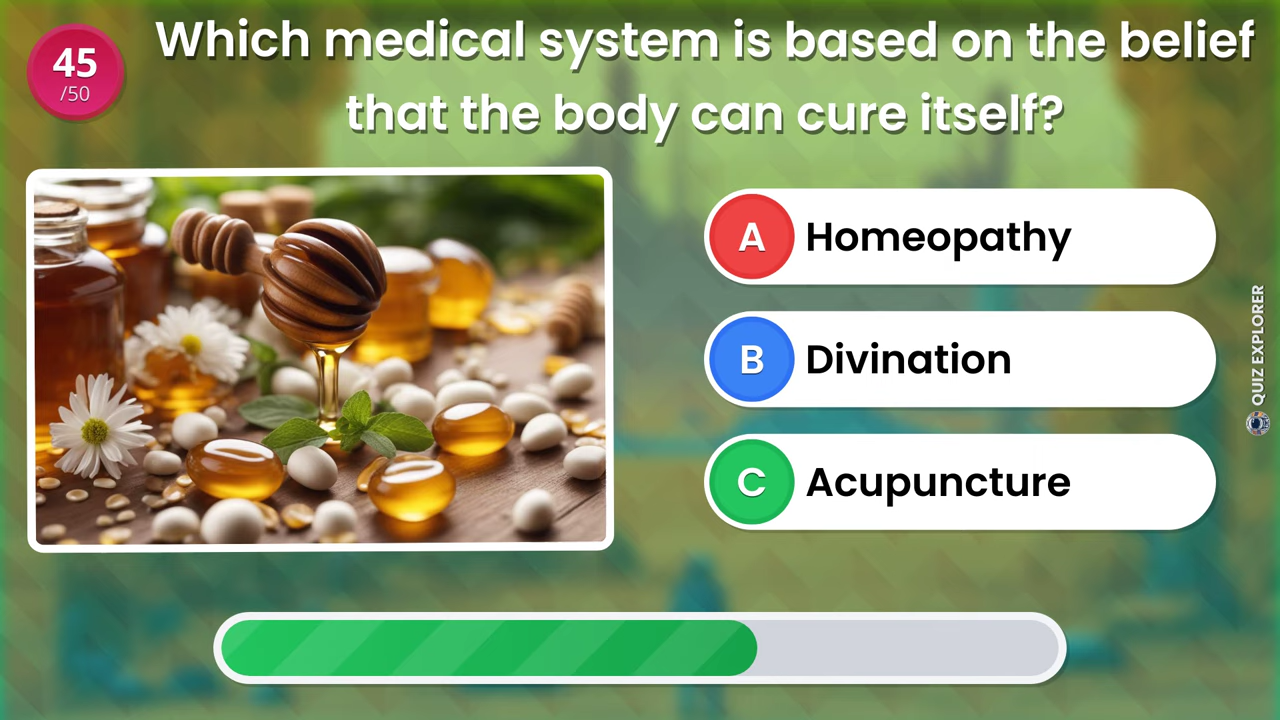 45
/50
Which medical system is based on the belief
that the body can cure itself?
A Homeopathy
B Divination
C Acupuncture
QUIZ EXPLORER